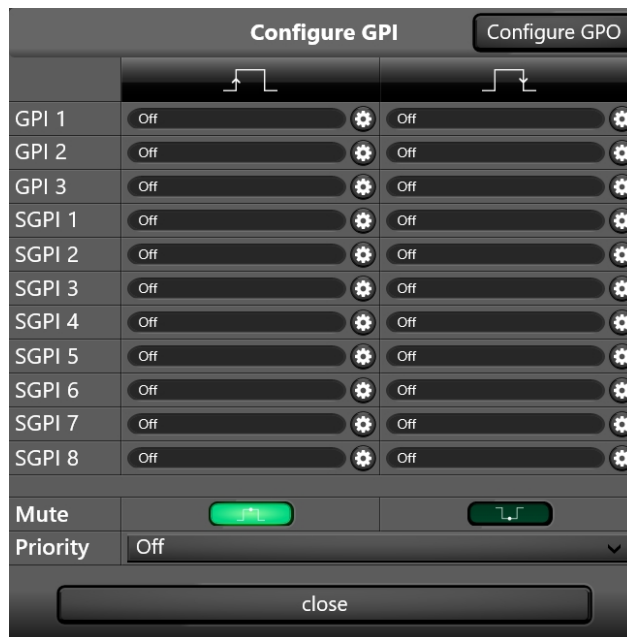 Configure GPI
Configure GPO
GPI 1 Off Off
GPI 2 Off Off
GPI 3 Off Off
SGPI 1 Off Off
SGPI 2 Off Off
SGPI 3 Off Off
SGPI 4 Off Off
SGPI 5 Off Off
SGPI 6 Off Off
SGPI 7 Off Off
SGPI 8 Off Off
Mute
Priority Off
close